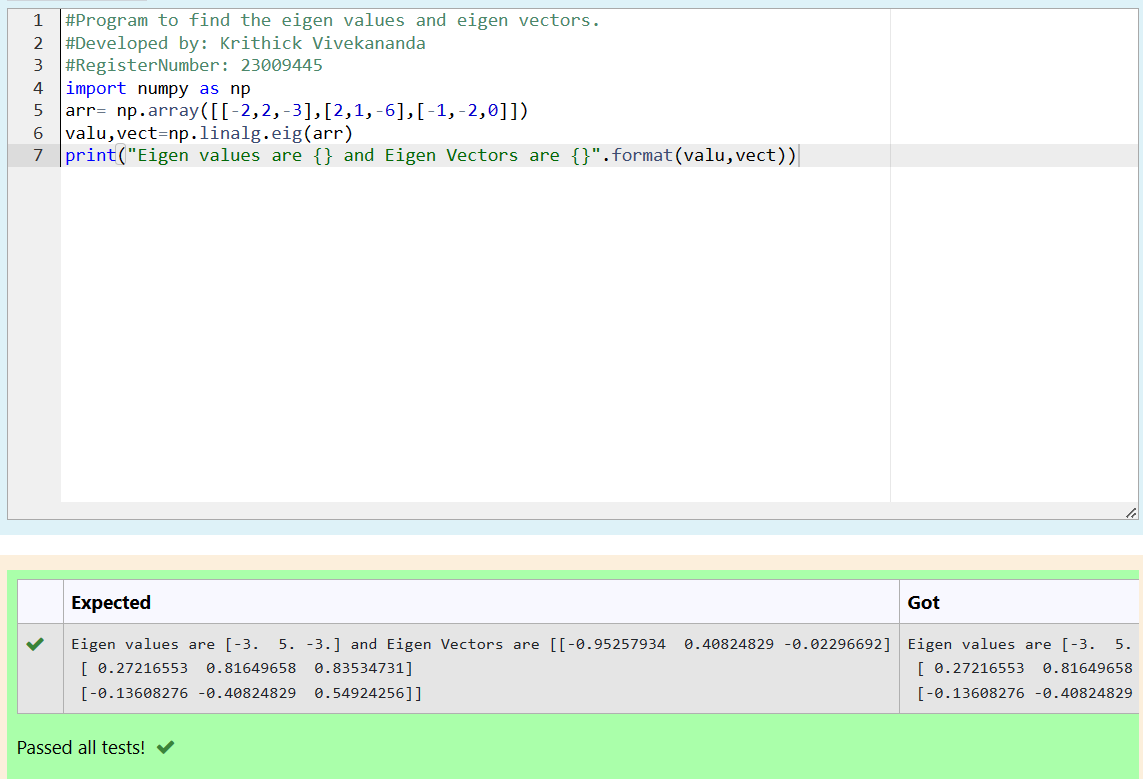 1 #Program to find the eigen values and eigen vectors.
2 #Developed by: Krithick Vivekananda
3 #RegisterNumber: 23009445
4 import numpy as np
5 arr= np.array([[-2,2,-3],[2,1,-6],[-1,-2,0]])
6 valu,vect=np.linalg.eig(arr)
7 print("Eigen values are {} and Eigen Vectors are {}".format(valu,vect))
Expected Got
Eigen values are [-3.  5. -3.] and Eigen Vectors are [[-0.95257934  0.40824829 -0.02296692] Eigen values are [-3.  5.
[ 0.27216553  0.81649658  0.83534731] [ 0.27216553  0.81649658
[-0.13608276 -0.40824829  0.54924256]] [-0.13608276 -0.40824829
Passed all tests!